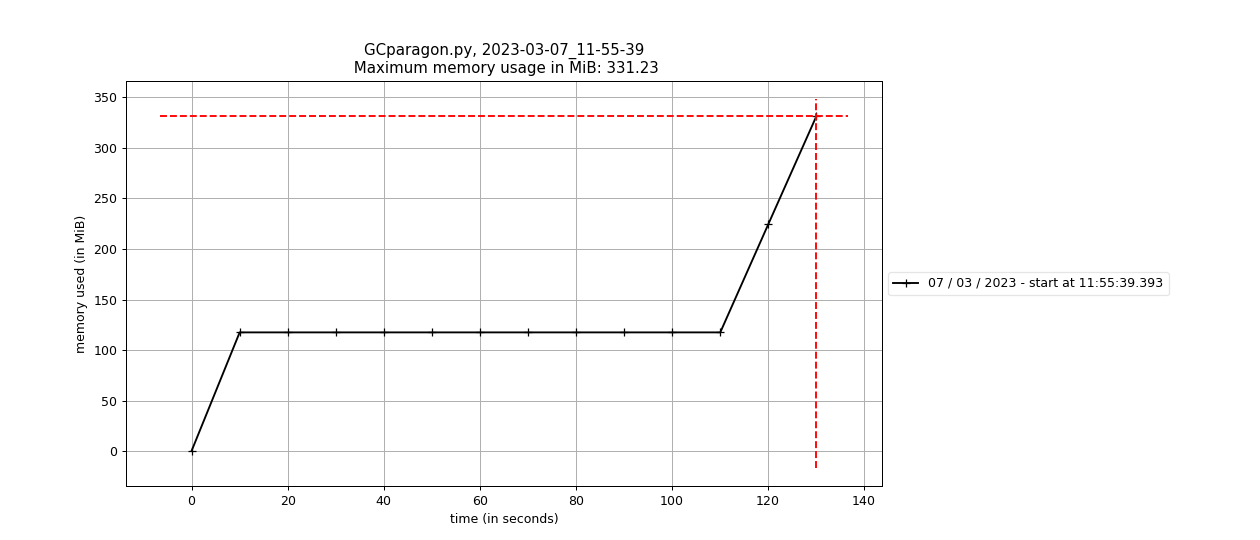 GCparagon.py, 2023-03-07_11-55-39
Maximum memory usage in MiB: 331.23
350
300
250
200
150
100
50
0
memory used (in MiB)
0 20 40 60 80 100 120 140
time (in seconds)
07 / 03 / 2023 - start at 11:55:39.393